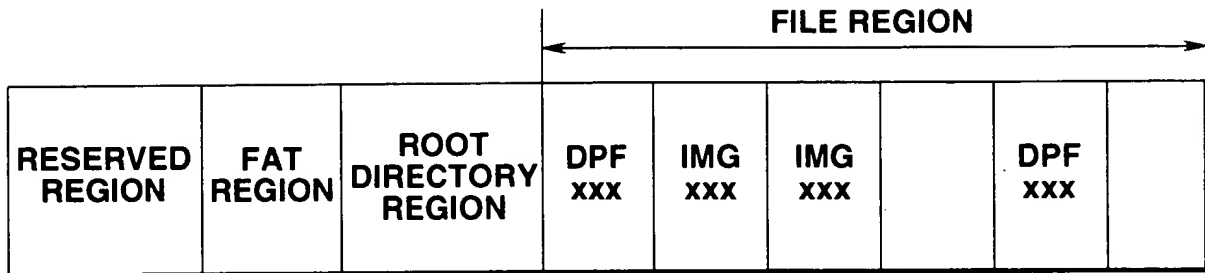 FILE REGION
RESERVED
REGION
FAT
REGION
ROOT
DIRECTORY
REGION
DPF
xxx
IMG
xxx
IMG
xxx
DPF
xxx